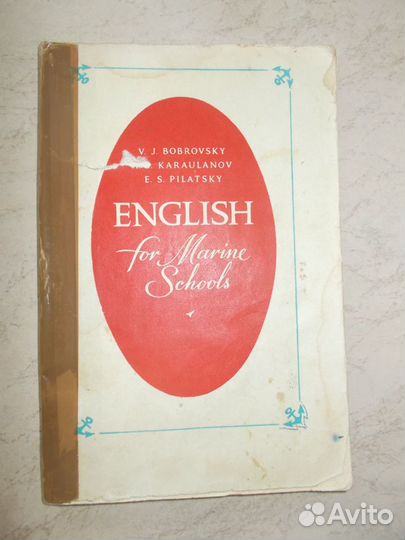 V. J. BOBROVSKY
KARAULANOV
E. S. PILATSKY
ENGLISH
for Marine
Schools
Avito